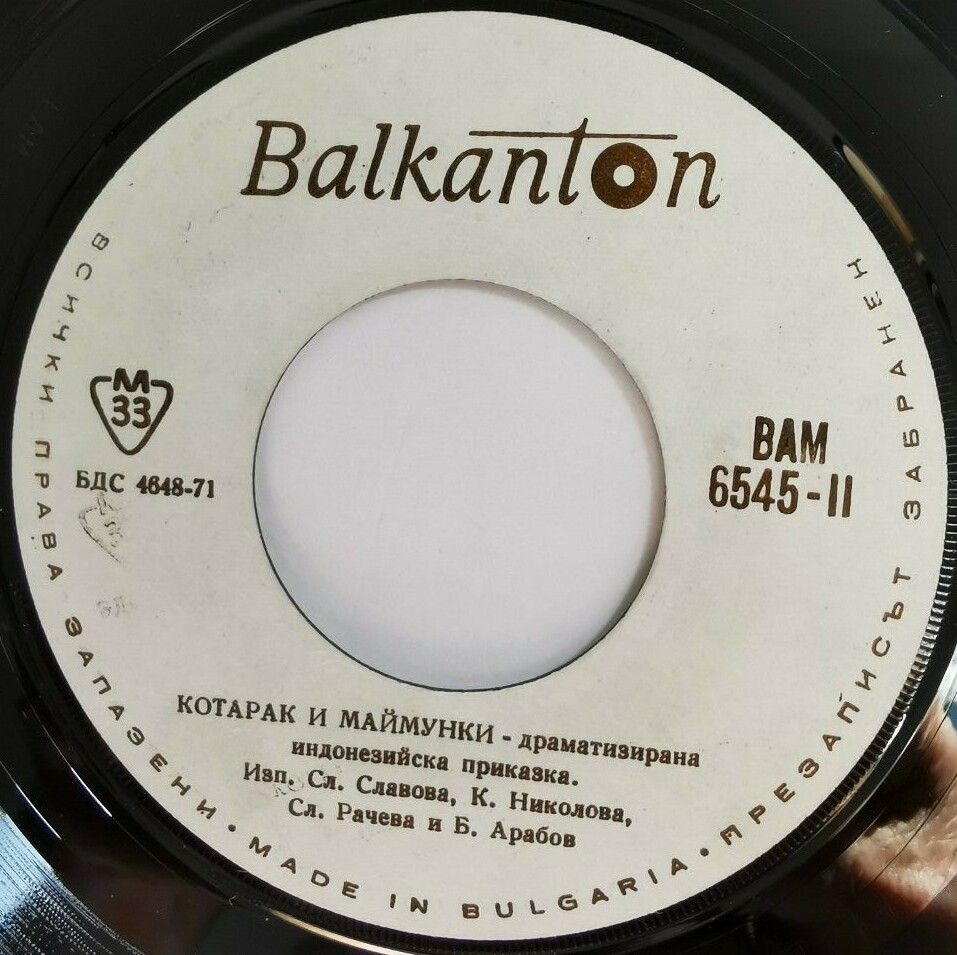 Balkanton
М
33
БДС 4648-71
ВАМ
6545-II
КОТАРАК И МАЙМУНКИ - драматизирана
индонезийска приказка.
Изп. Сл. Славова, К. Николова,
Сл. Рачева и Б. Арабов
ВСИЧКИ ПРАВА ЗАПАЗЕНИ • MADE IN BULGARIA • ПРЕЗАПИСЪТ ЗАБРАНЕН